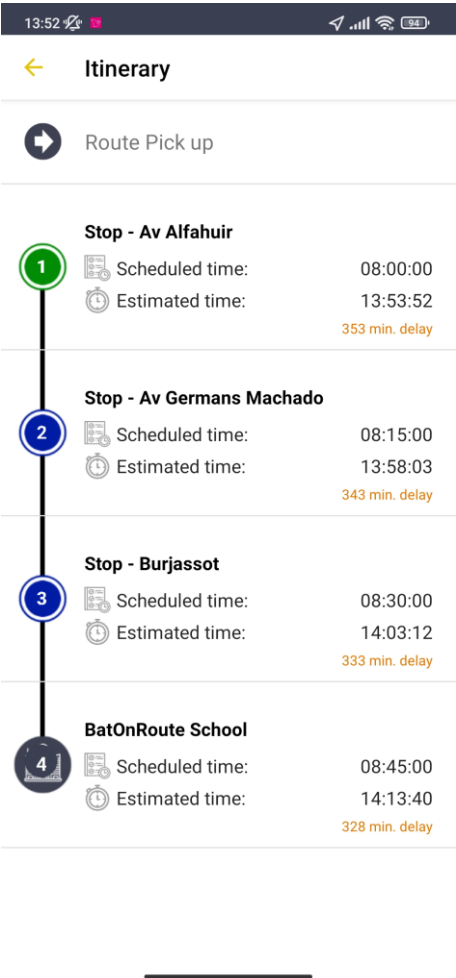 13:52 94
Itinerary
Route Pick up
Stop - Av Alfahuir
1
Scheduled time: 08:00:00
Estimated time: 13:53:52
353 min. delay
Stop - Av Germans Machado
2
Scheduled time: 08:15:00
Estimated time: 13:58:03
343 min. delay
Stop - Burjassot
3
Scheduled time: 08:30:00
Estimated time: 14:03:12
333 min. delay
BatOnRoute School
4
Scheduled time: 08:45:00
Estimated time: 14:13:40
328 min. delay